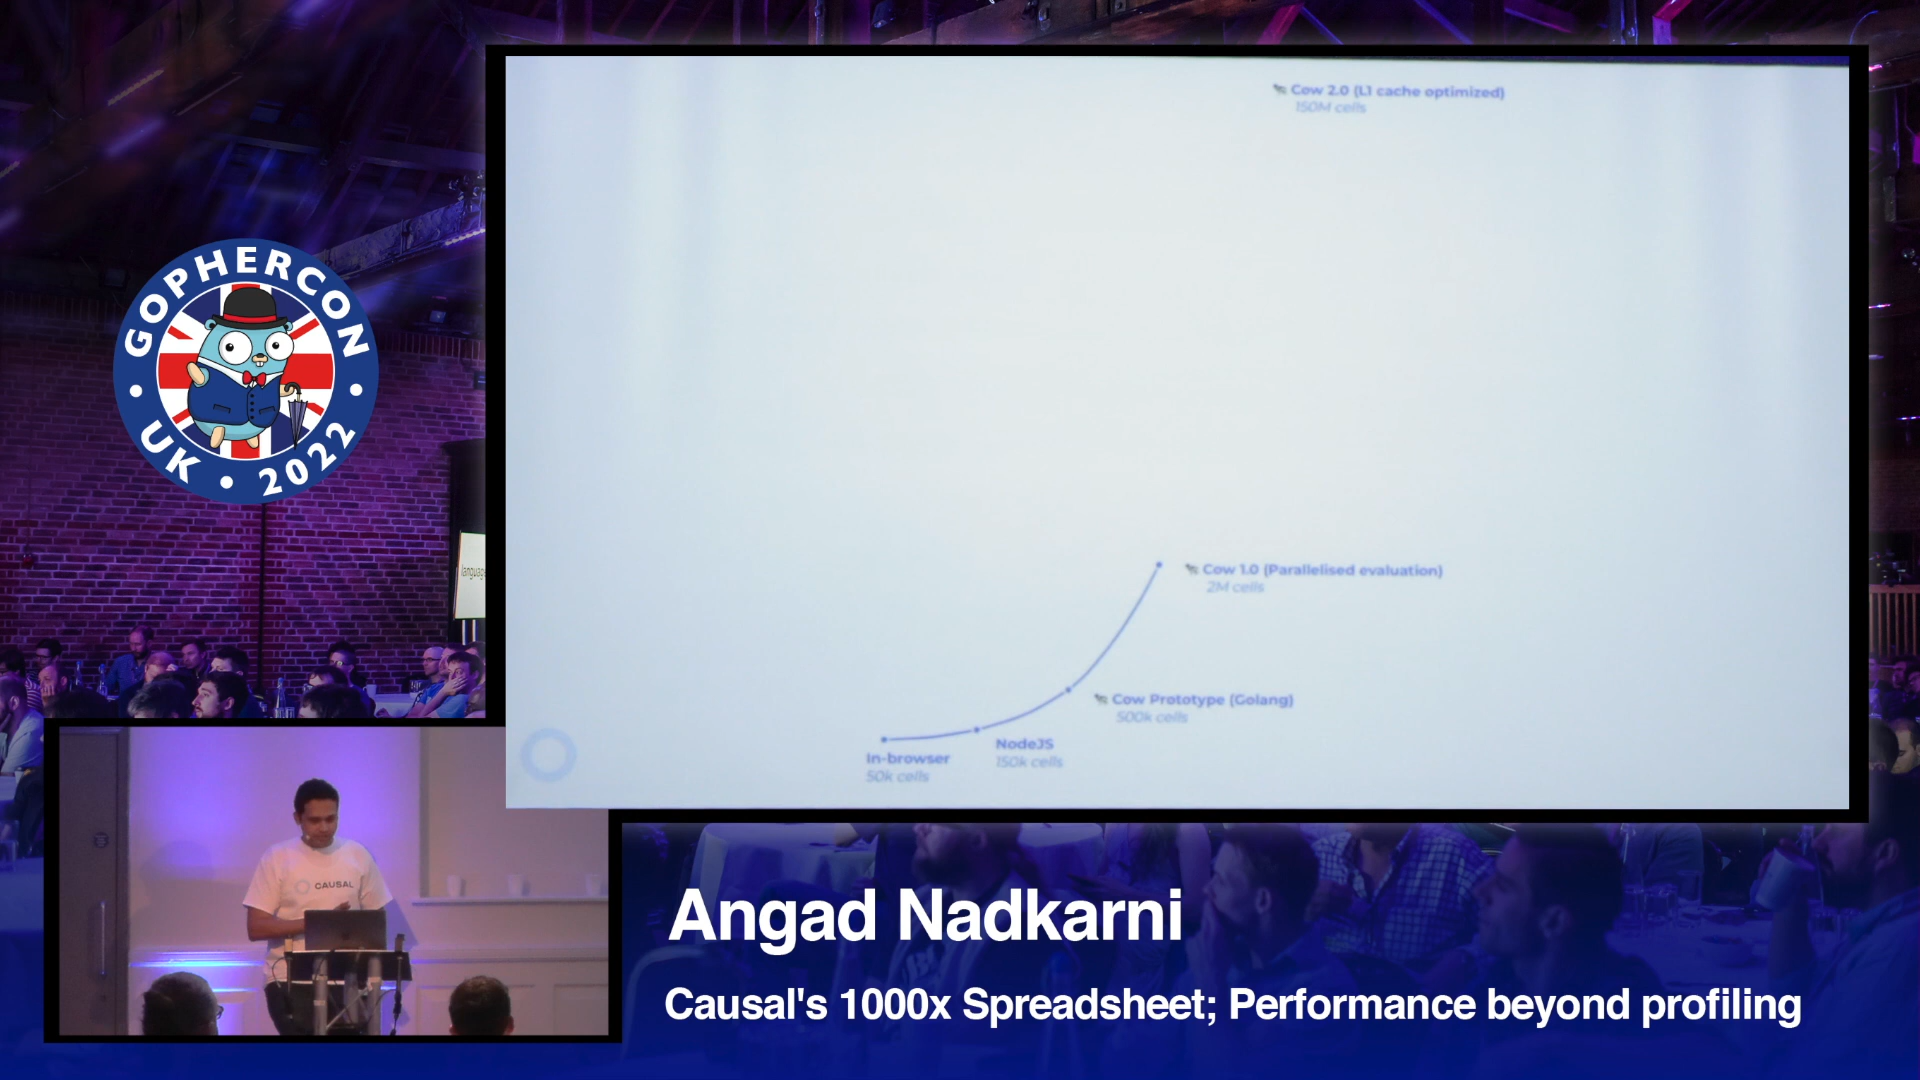 GOPHERCON
UK • 2022
language
Cow 2.0 (L1 cache optimized)
150M cells
Cow 1.0 (Parallelised evaluation)
2M cells
Cow Prototype (Golang)
500k cells
NodeJS
150k cells
In-browser
50k cells
CAUSAL
Angad Nadkarni
Causal's 1000x Spreadsheet; Performance beyond profiling